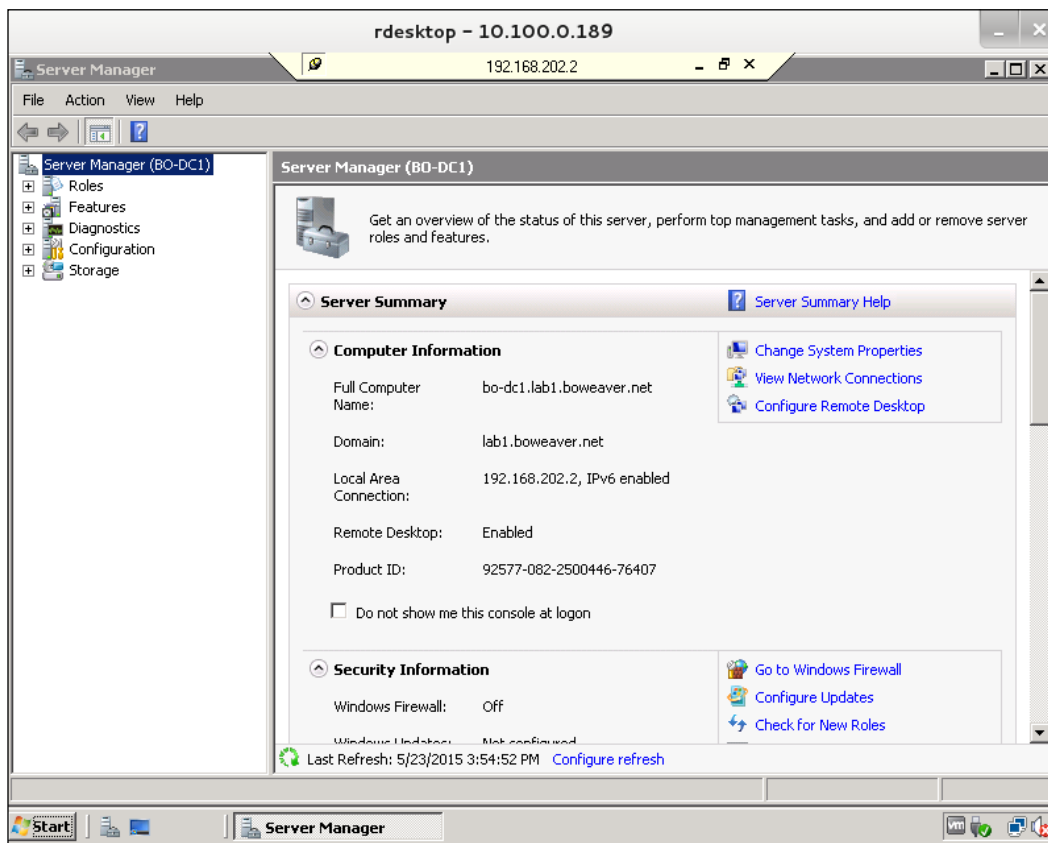 rdesktop - 10.100.0.189
192.168.202.2
Server Manager
File Action View Help
Server Manager (BO-DC1)
Roles
Features
Diagnostics
Configuration
Storage
Server Manager (BO-DC1)
Get an overview of the status of this server, perform top management tasks, and add or remove server
roles and features.
Server Summary
Server Summary Help
Computer Information
Full Computer
Name:
bo-dc1.lab1.boweaver.net
Domain:
lab1.boweaver.net
Local Area
Connection:
192.168.202.2, IPv6 enabled
Remote Desktop:
Enabled
Product ID:
92577-082-2500446-76407
Do not show me this console at logon
Change System Properties
View Network Connections
Configure Remote Desktop
Security Information
Windows Firewall:
Off
Windows Updates:
Not configured
Go to Windows Firewall
Configure Updates
Check for New Roles
Last Refresh: 5/23/2015 3:54:52 PM Configure refresh
Start
Server Manager
vm